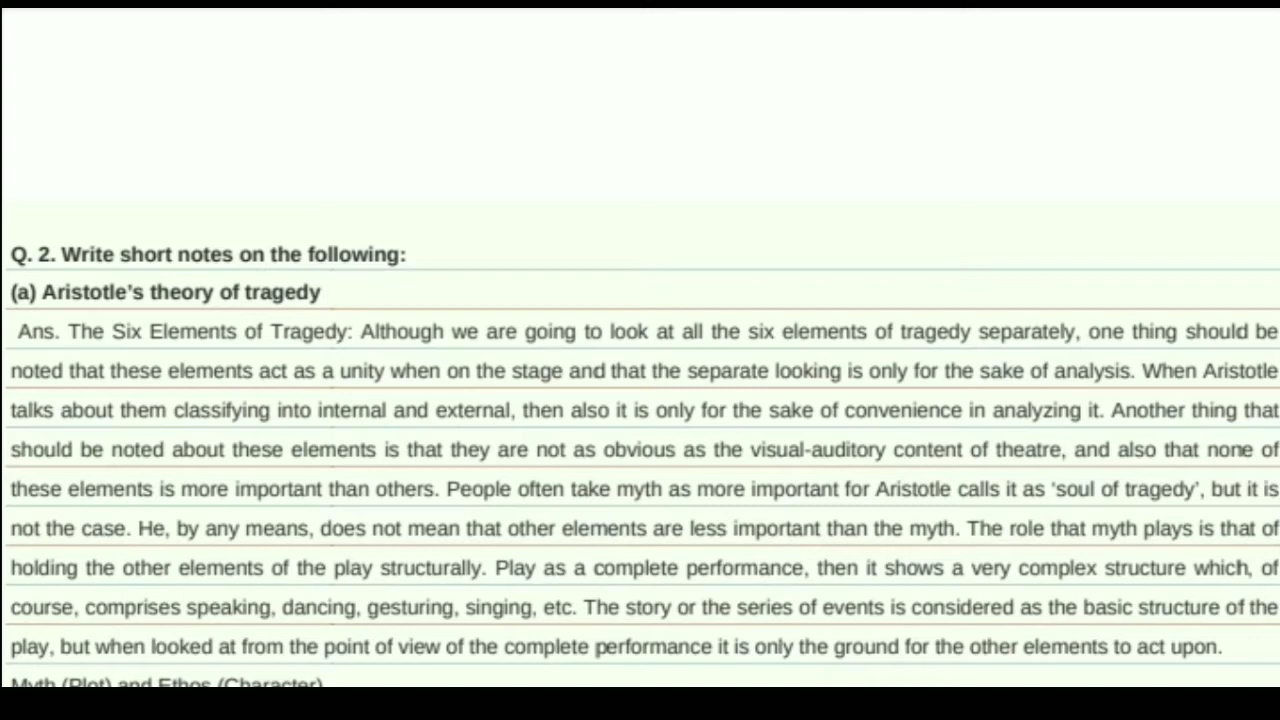 Q. 2. Write short notes on the following:
(a) Aristotle's theory of tragedy
Ans. The Six Elements of Tragedy: Although we are going to look at all the six elements of tragedy separately, one thing should be
noted that these elements act as a unity when on the stage and that the separate looking is only for the sake of analysis. When Aristotle
talks about them classifying into internal and external, then also it is only for the sake of convenience in analyzing it. Another thing that
should be noted about these elements is that they are not as obvious as the visual-auditory content of theatre, and also that none of
these elements is more important than others. People often take myth as more important for Aristotle calls it as ‘soul of tragedy’, but it is
not the case. He, by any means, does not mean that other elements are less important than the myth. The role that myth plays is that of
holding the other elements of the play structurally. Play as a complete performance, then it shows a very complex structure which, of
course, comprises speaking, dancing, gesturing, singing, etc. The story or the series of events is considered as the basic structure of the
play, but when looked at from the point of view of the complete performance it is only the ground for the other elements to act upon.
Myth (Plot) and Ethos (Character)